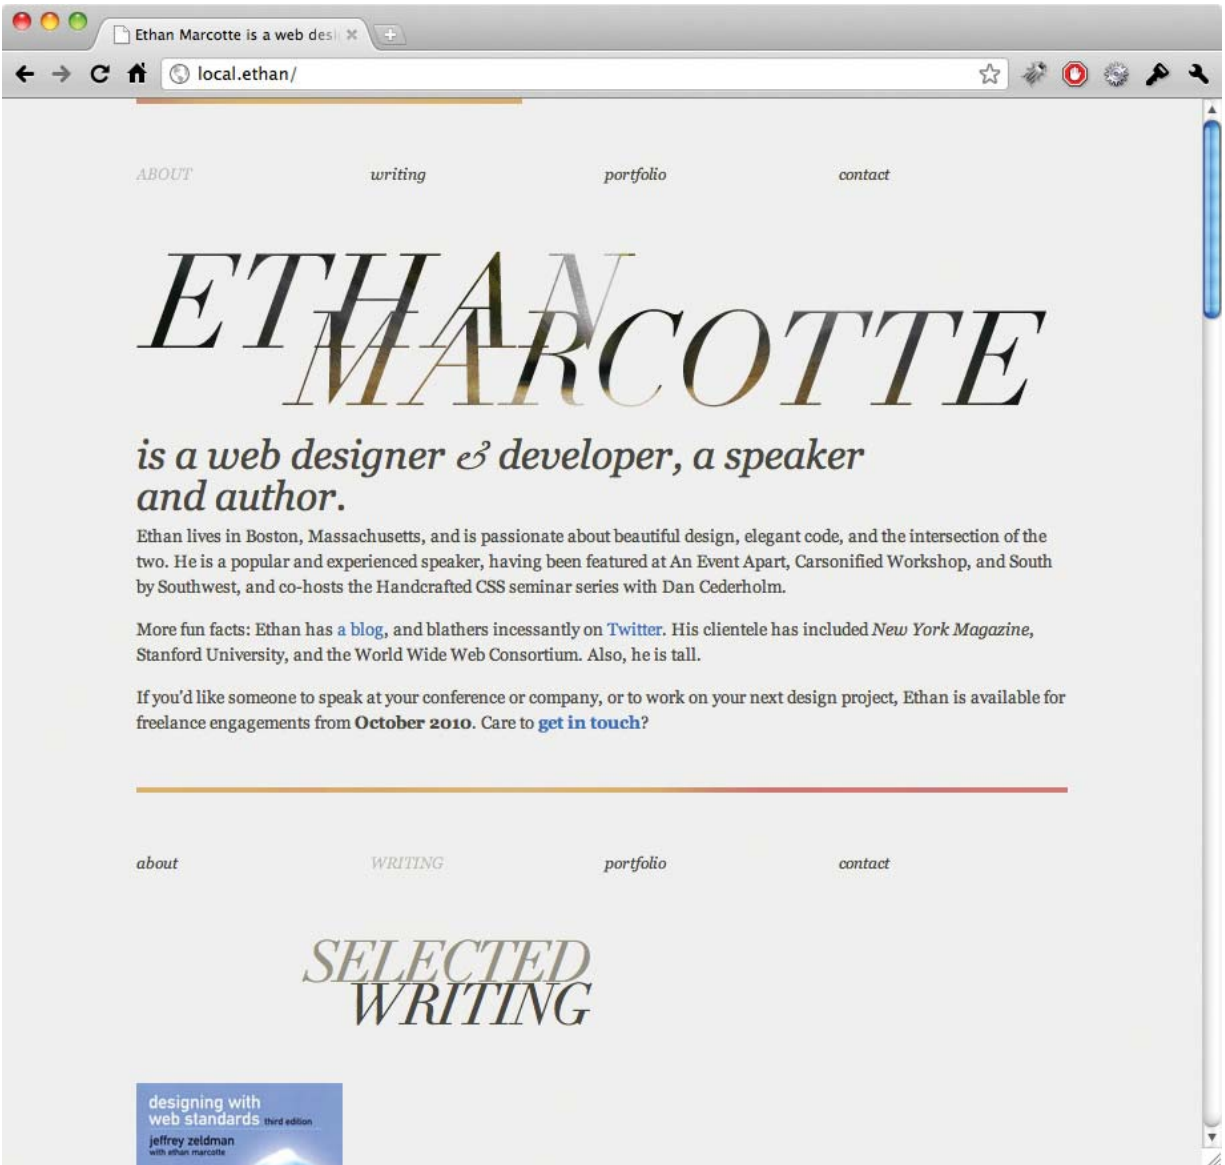 Ethan Marcotte is a web desi
local.ethan/
ABOUT writing portfolio contact
ETHAN
MARCOTTE
is a web designer & developer, a speaker
and author.
Ethan lives in Boston, Massachusetts, and is passionate about beautiful design, elegant code, and the intersection of the
two. He is a popular and experienced speaker, having been featured at An Event Apart, Carsonified Workshop, and South
by Southwest, and co-hosts the Handcrafted CSS seminar series with Dan Cederholm.
More fun facts: Ethan has a blog, and blathers incessantly on Twitter. His clientele has included New York Magazine,
Stanford University, and the World Wide Web Consortium. Also, he is tall.
If you'd like someone to speak at your conference or company, or to work on your next design project, Ethan is available for
freelance engagements from October 2010. Care to get in touch?
about WRITING portfolio contact
SELECTED
WRITING
designing with
web standards third edition
jeffrey zeldman
with ethan marcotte